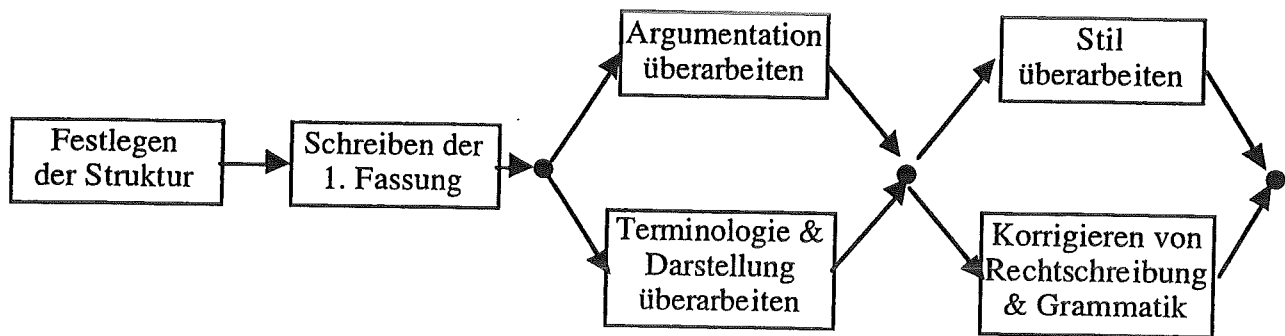 Festlegen
der Struktur
Schreiben der
1. Fassung
Argumentation
überarbeiten
Terminologie &
Darstellung
überarbeiten
Stil
überarbeiten
Korrigieren von
Rechtschreibung
& Grammatik